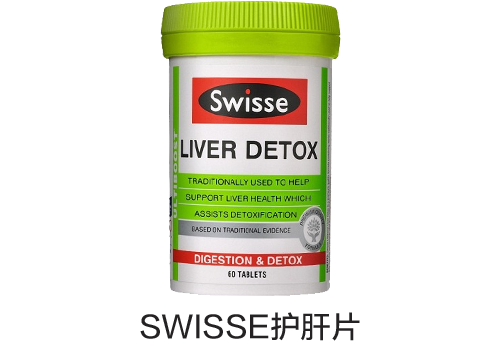 Swisse
LIVER DETOX
TRADITIONALLY USED TO HELP
SUPPORT LIVER HEALTH WHICH
ASSISTS DETOXIFICATION
BASED ON TRADITIONAL EVIDENCE
DIGESTION & DETOX
60 TABLETS
ULTIBOOST
SWISSE护肝片